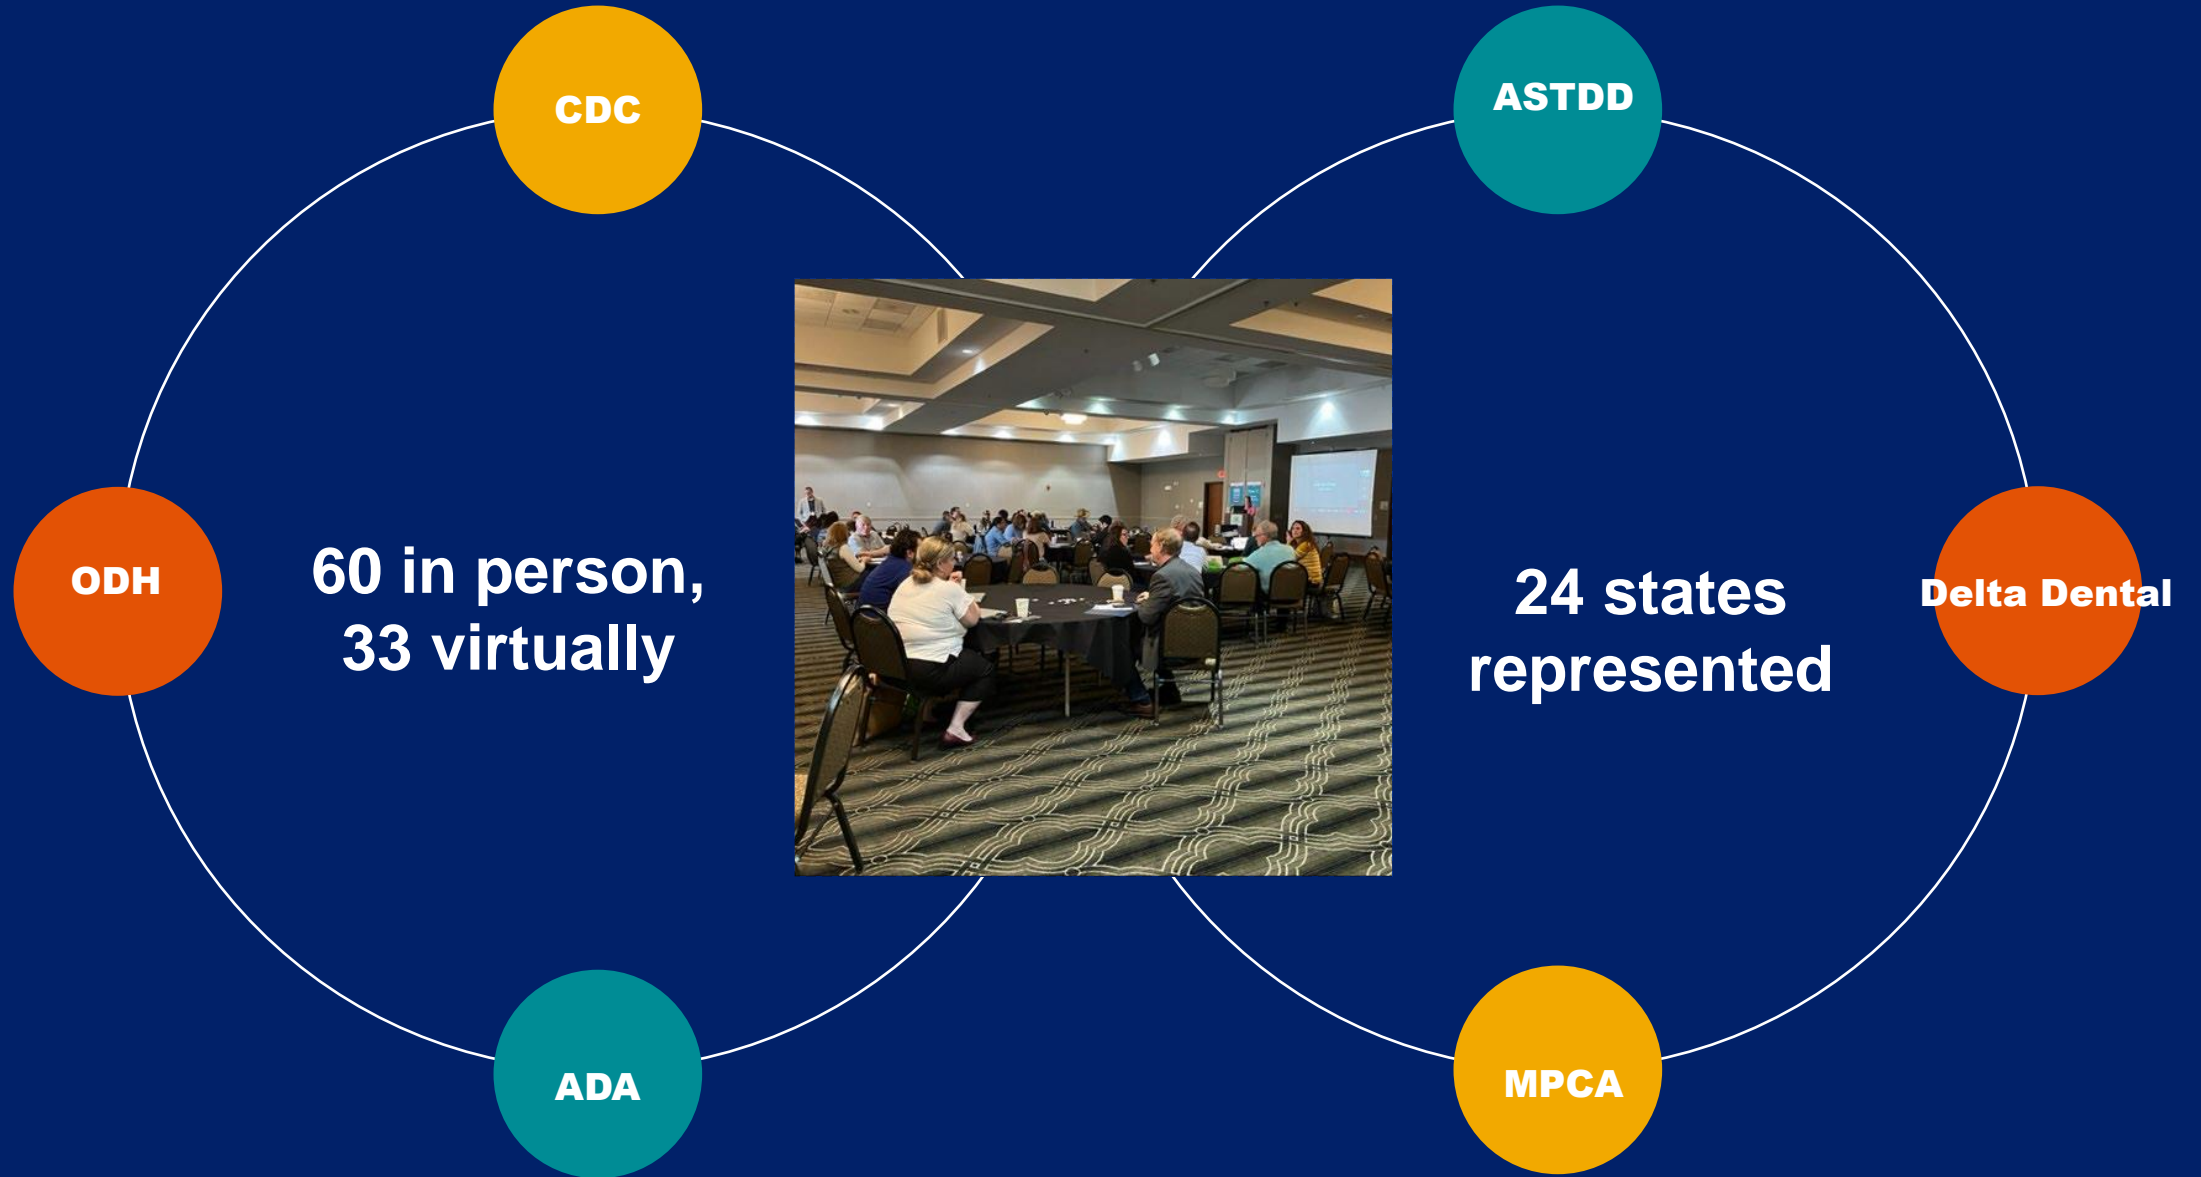 CDC
ASTDD
ODH
60 in person,
33 virtually
24 states
represented
Delta Dental
ADA
MPCA